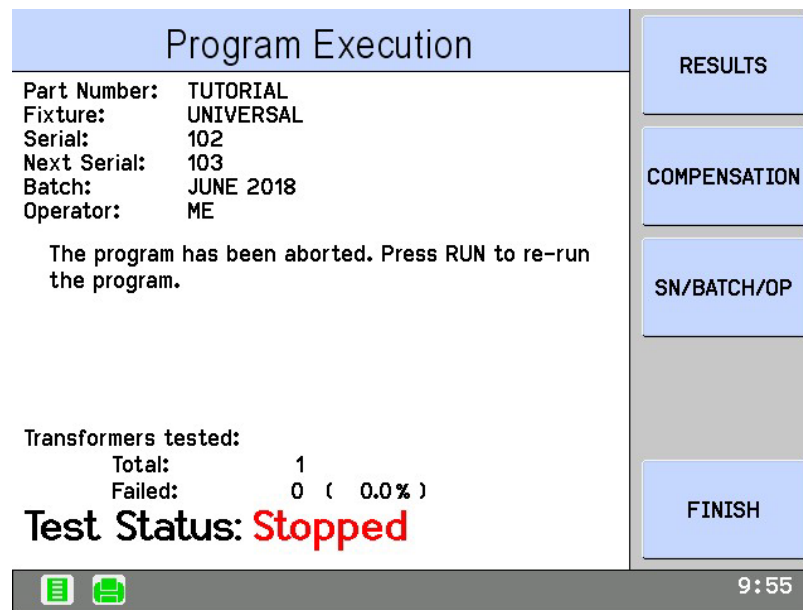 Program Execution
Part Number: TUTORIAL
Fixture: UNIVERSAL
Serial: 102
Next Serial: 103
Batch: JUNE 2018
Operator: ME
The program has been aborted. Press RUN to re-run
the program.
Transformers tested:
Total: 1
Failed: 0 ( 0.0% )
Test Status: Stopped
RESULTS
COMPENSATION
SN/BATCH/OP
FINISH
9:55